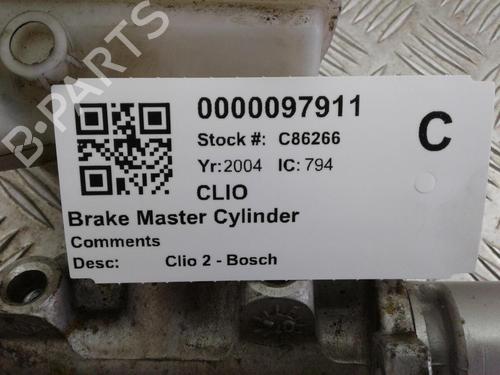 B-PARTS
0000097911
Stock #: C86266
C
Yr:2004 IC: 794
CLIO
Brake Master Cylinder
Comments
Desc: Clio 2 - Bosch